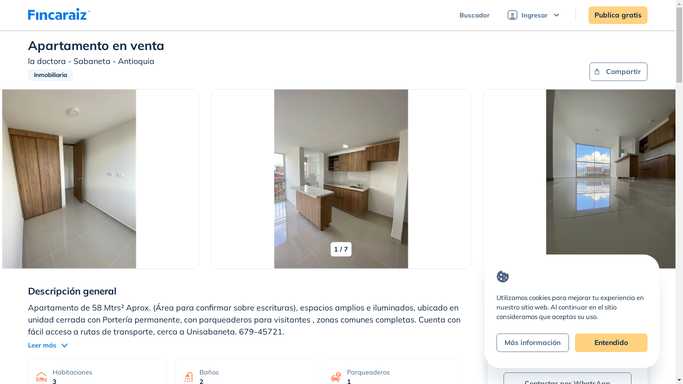 Fincaraiz
Buscador
Ingresar
Publica gratis
Apartamento en venta
la doctora - Sabaneta - Antioquia
Inmobiliaria
Compartir
1 / 7
Descripción general
Apartamento de 58 Mtrs² Aprox. (Área para confirmar sobre escrituras), espacios amplios e iluminados, ubicado en
unidad cerrada con Portería permanente, con parqueaderos para visitantes , zonas comunes completas. Cuenta con
fácil acceso a rutas de transporte, cerca a Unisabaneta. 679-45721.
Leer más
Habitaciones
3
Baños
2
Parqueaderos
1
Utilizamos cookies para mejorar tu experiencia en
nuestro sitio web. Al continuar en el sitio
consideramos que aceptas su uso.
Más información
Entendido
Contactar por WhatsApp